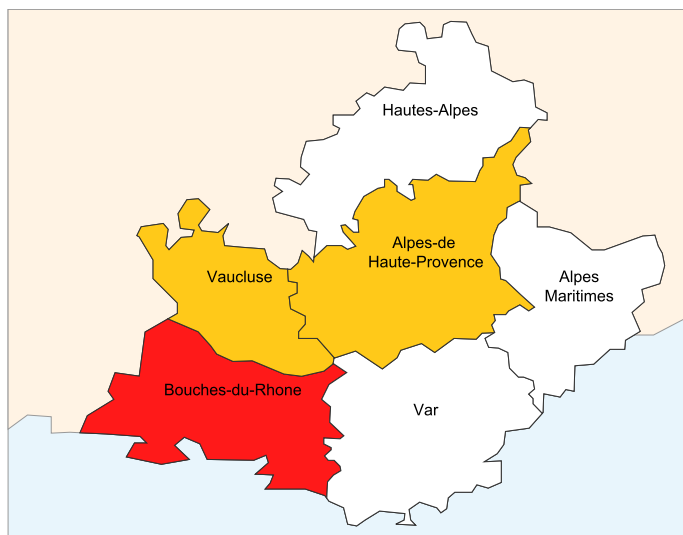 Hautes-Alpes
Alpes-de
Haute-Provence
Vaucluse
Alpes
Maritimes
Bouches-du-Rhone
Var